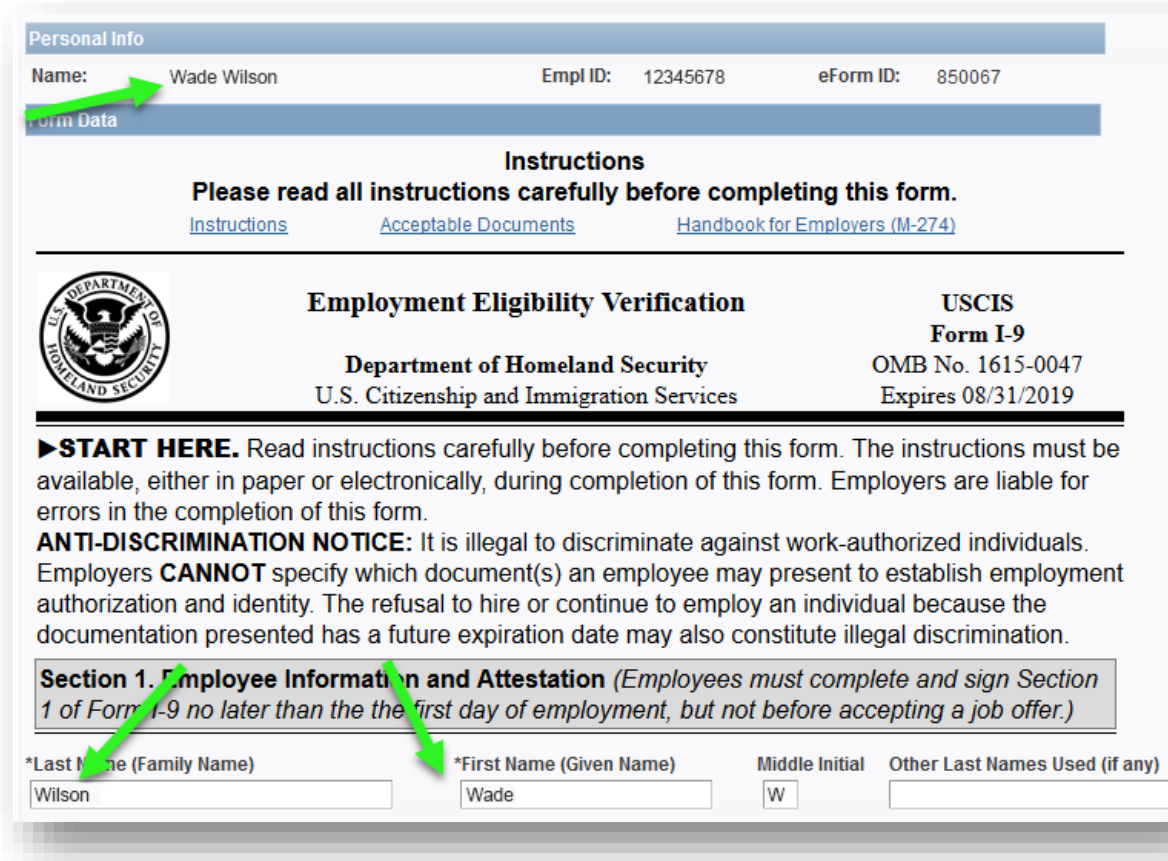 Personal Info
Name: Wade Wilson Empl ID: 12345678 eForm ID: 850067
Form Data
Instructions
Please read all instructions carefully before completing this form.
Instructions Acceptable Documents Handbook for Employers (M-274)
U.S. DEPARTMENT OF HOMELAND SECURITY
Employment Eligibility Verification
Department of Homeland Security
U.S. Citizenship and Immigration Services
USCIS
Form I-9
OMB No. 1615-0047
Expires 08/31/2019
▶START HERE. Read instructions carefully before completing this form. The instructions must be
available, either in paper or electronically, during completion of this form. Employers are liable for
errors in the completion of this form.
ANTI-DISCRIMINATION NOTICE: It is illegal to discriminate against work-authorized individuals.
Employers CANNOT specify which document(s) an employee may present to establish employment
authorization and identity. The refusal to hire or continue to employ an individual because the
documentation presented has a future expiration date may also constitute illegal discrimination.
Section 1. Employee Information and Attestation (Employees must complete and sign Section
1 of Form I-9 no later than the the first day of employment, but not before accepting a job offer.)
*Last Name (Family Name) *First Name (Given Name) Middle Initial Other Last Names Used (if any)
Wilson Wade W